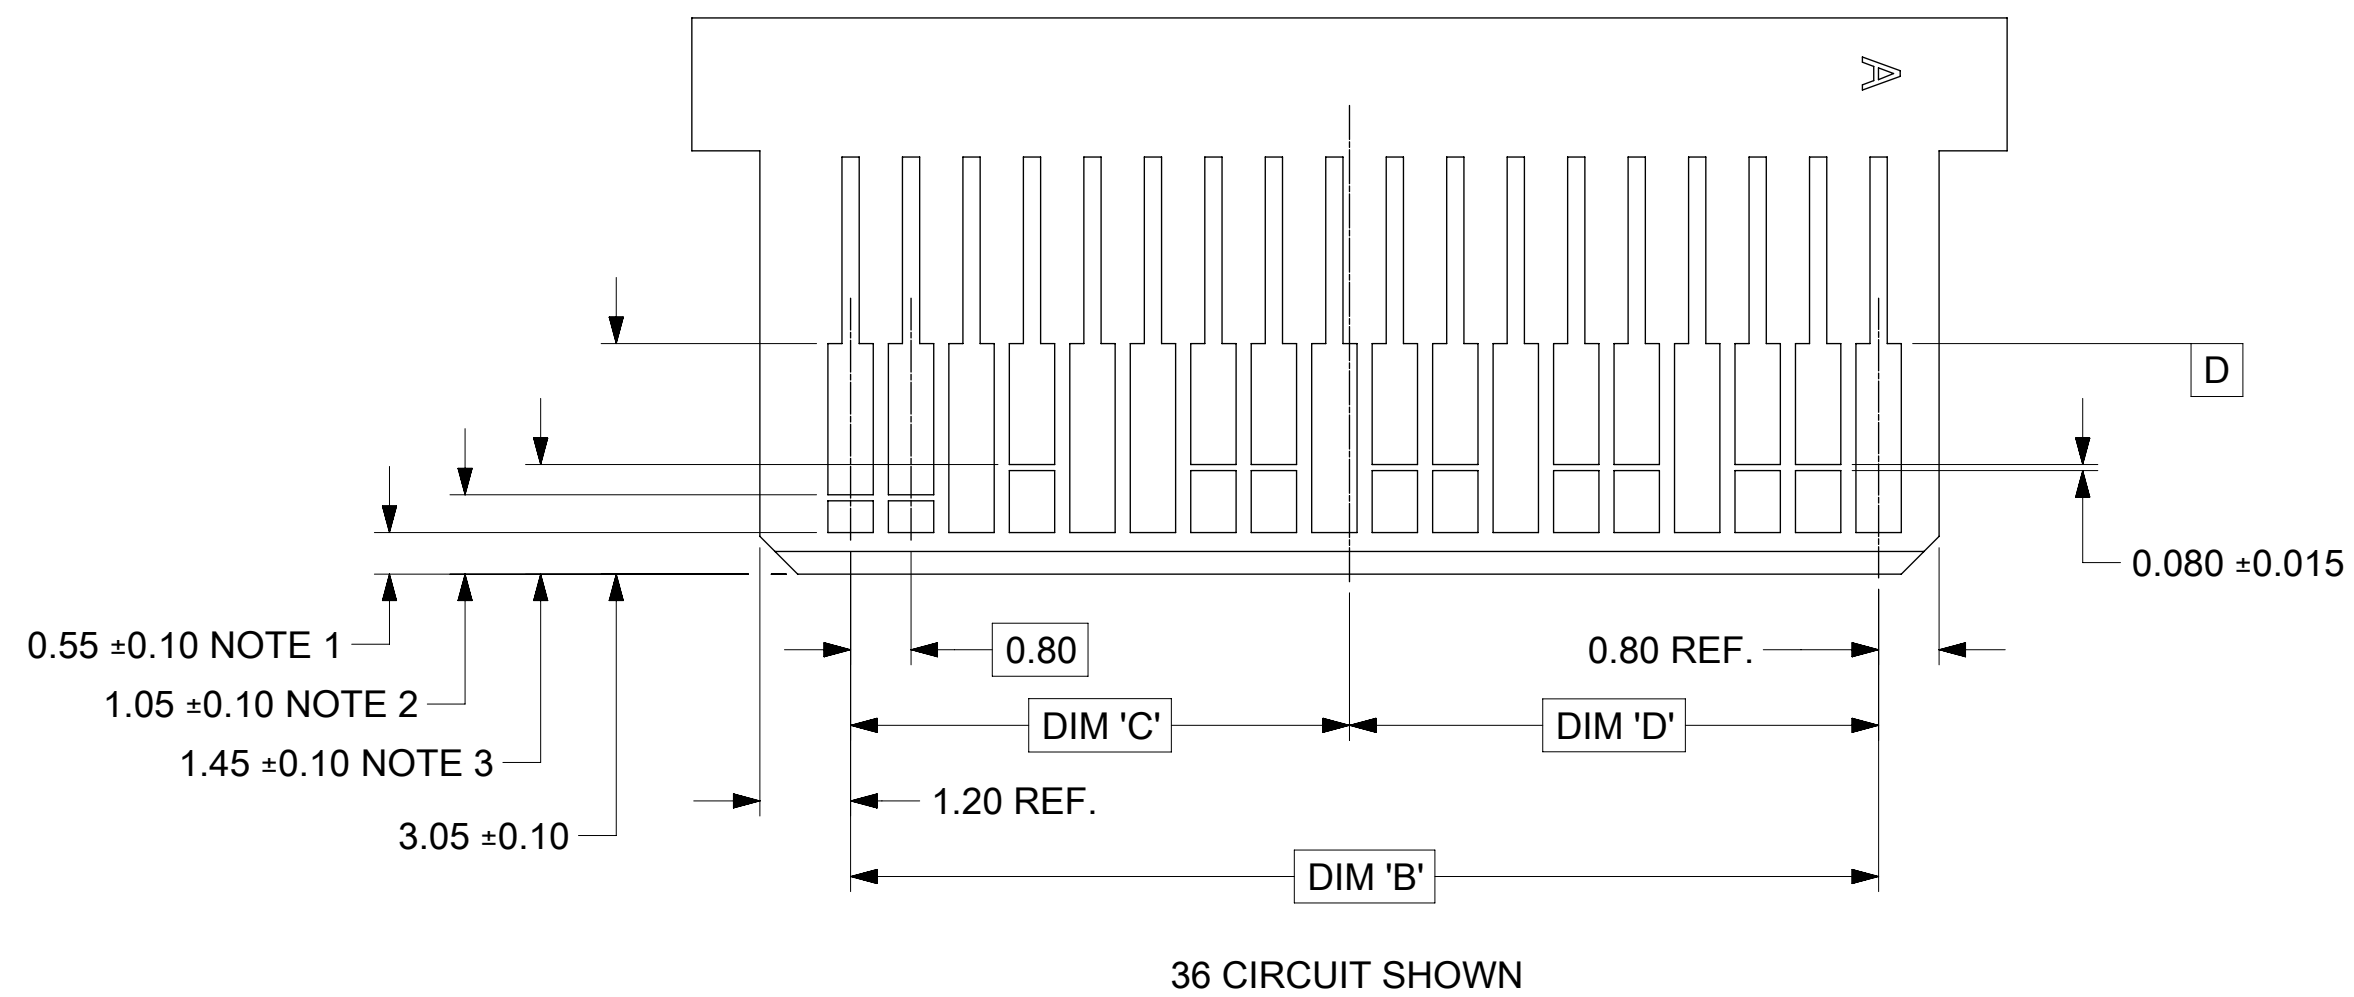 A
D
0.080 ±0.015
0.55 ±0.10 NOTE 1
0.80
0.80 REF.
1.05 ±0.10 NOTE 2
DIM 'C'
DIM 'D'
1.45 ±0.10 NOTE 3
1.20 REF.
3.05 ±0.10
DIM 'B'
36 CIRCUIT SHOWN